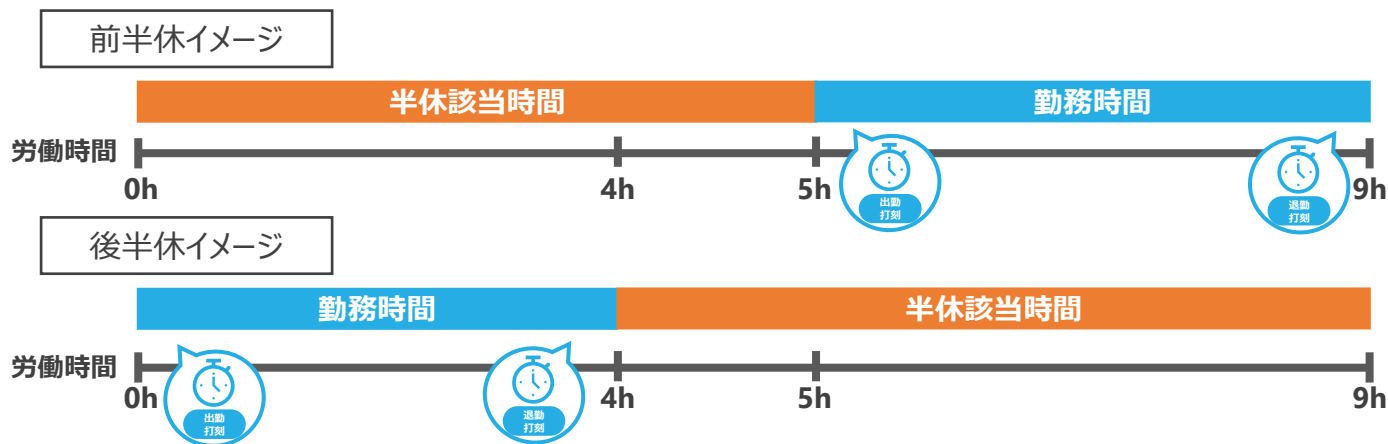 前半休イメージ
半休該当時間 勤務時間
労働時間
0h 4h 5h 9h
出勤
打刻
退勤
打刻
後半休イメージ
勤務時間 半休該当時間
労働時間
0h 4h 5h 9h
出勤
打刻
退勤
打刻